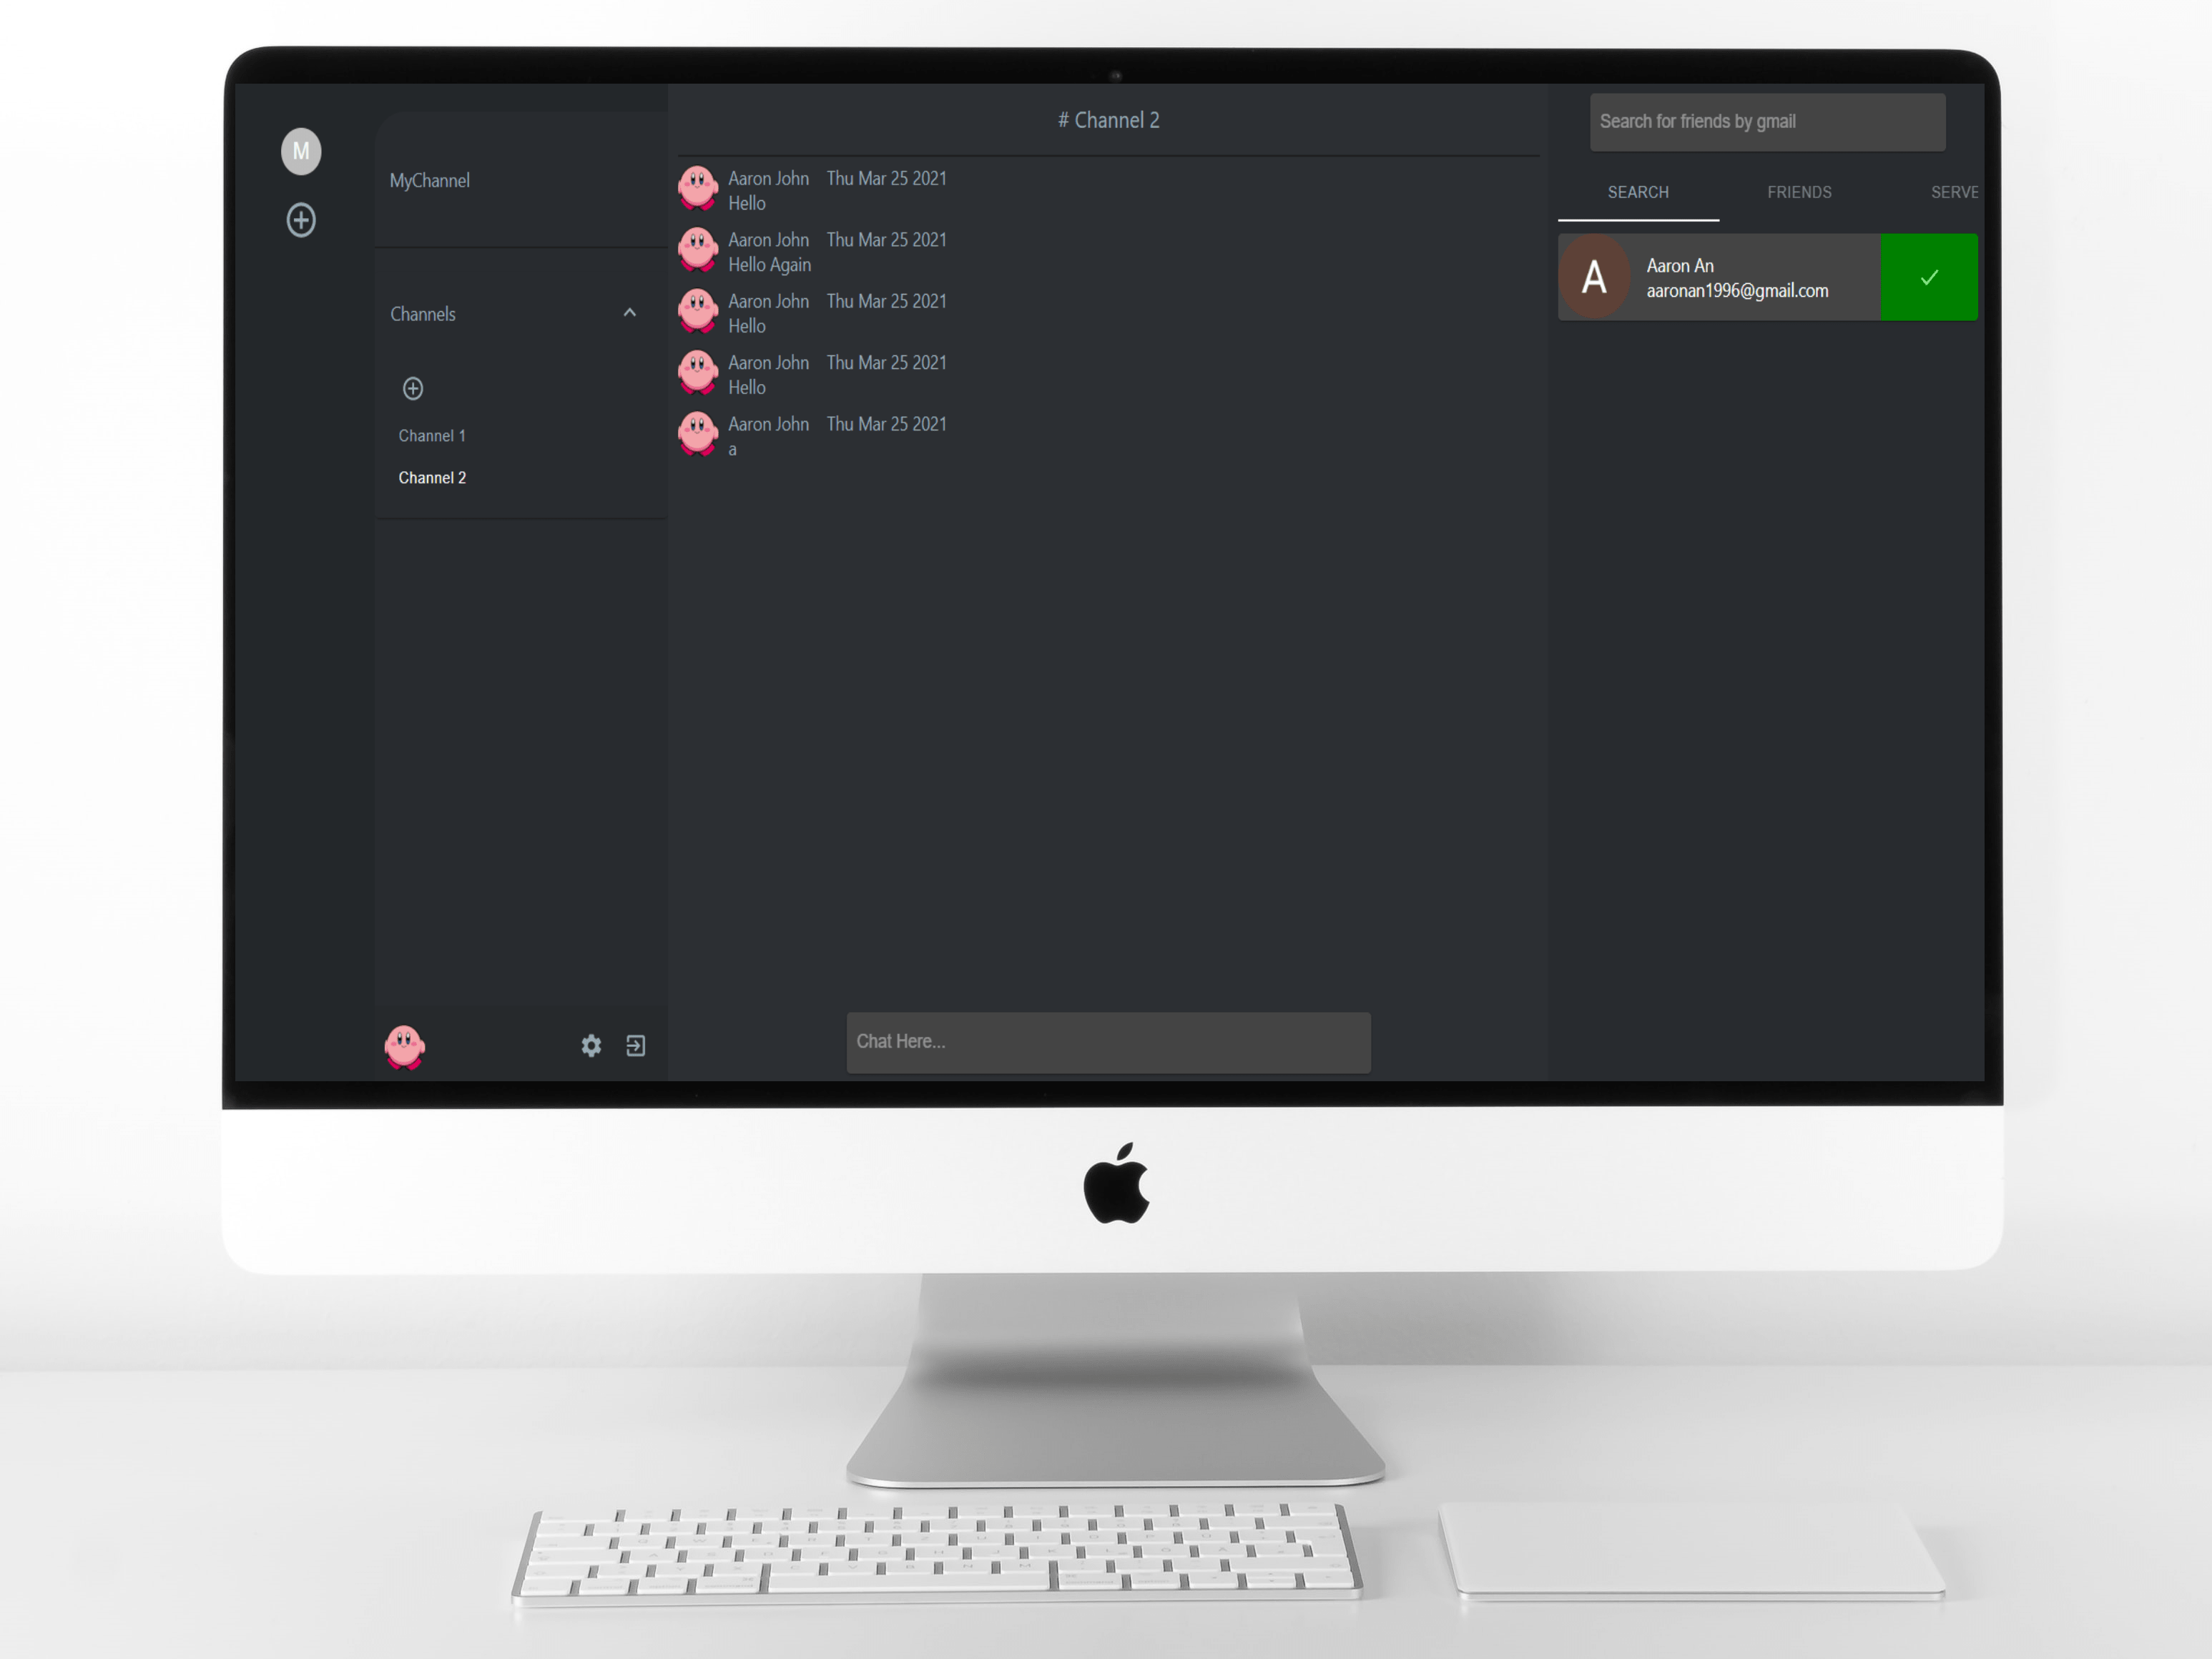 M
MyChannel
Channels
Channel 1
Channel 2
# Channel 2
Aaron John Thu Mar 25 2021
Hello
Aaron John Thu Mar 25 2021
Hello Again
Aaron John Thu Mar 25 2021
Hello
Aaron John Thu Mar 25 2021
Hello
Aaron John Thu Mar 25 2021
a
Chat Here...
Search for friends by gmail
SEARCH FRIENDS SERVE
A
Aaron An
aaronan1996@gmail.com